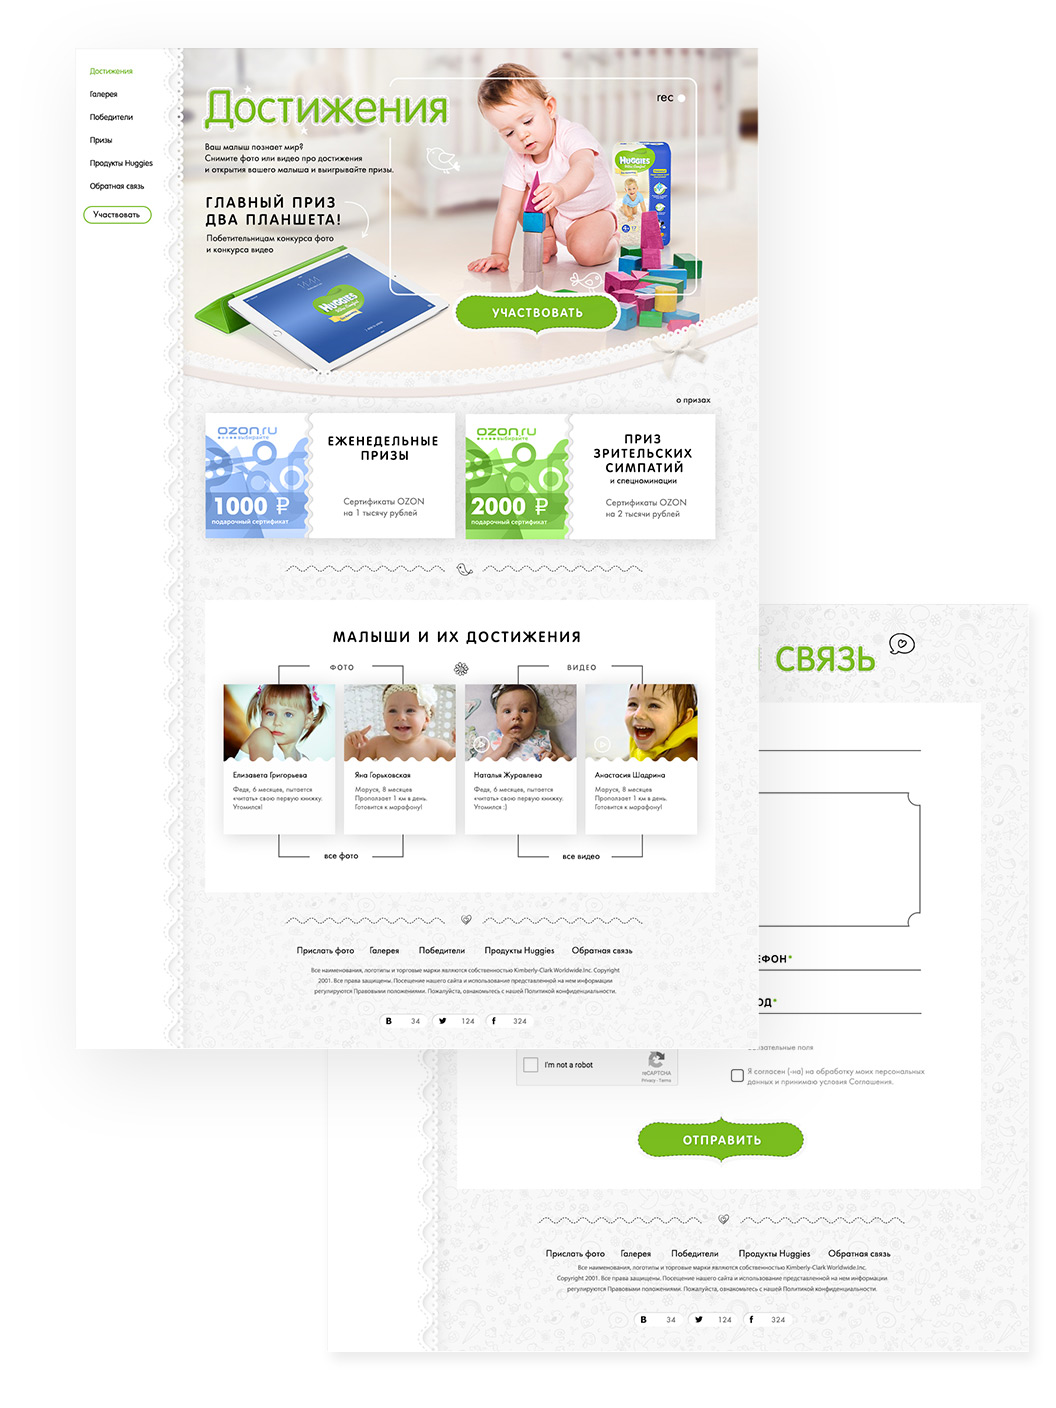 Достижения
Галерея
Победители
Призы
Продукты Huggies
Обратная связь
Участвовать
Достижения
rec
Ваш малыш познает мир?
Снимите фото или видео про достижения
и открытия вашего малыша и выигрывайте призы.
ГЛАВНЫЙ ПРИЗ
ДВА ПЛАНШЕТА!
Побетительницам конкурса фото
и конкурса видео
14:41
HUGGIES
HUGGIES
УЧАСТВОВАТЬ
о призах
OZON.RU
выбирайте
1000 ₽
подарочный сертификат
ЕЖЕНЕДЕЛЬНЫЕ
ПРИЗЫ
Сертификаты OZON
на 1 тысячу рублей
OZON.RU
выбирайте
2000 ₽
подарочный сертификат
ПРИЗ
ЗРИТЕЛЬСКИХ
СИМПАТИЙ
и спецноминации
Сертификаты OZON
на 2 тысячи рублей
МАЛЫШИ И ИХ ДОСТИЖЕНИЯ
ФОТО
ВИДЕО
Елизавета Григорьева
Федя, 6 месяцев, пытается
«читать» свою первую книжку.
Утомился!
Яна Горьковская
Маруся, 8 месяцев
Проползает 1 км в день.
Готовится к марафону!
Наталья Журавлева
Федя, 6 месяцев, пытается
«читать» свою первую книжку.
Утомился :)
Анастасия Шадрина
Маруся, 8 месяцев
Проползает 1 км в день.
Готовится к марафону!
все фото
все видео
Прислать фото Галерея Победители Продукты Huggies Обратная связь
Все наименования, логотипы и торговые марки являются собственностью Kimberly-Clark Worldwide.Inc. Copyright
2001. Все права защищены. Посещение нашего сайта и использование представленной на нем информации
регулируются Правовыми положениями. Пожалуйста, ознакомьтесь с нашей Политикой конфиденциальности.
B 34 124 f 324
СВЯЗЬ
ЕФОН*
ОД*
язательные поля
I'm not a robot
reCAPTCHA
Privacy - Terms
Я согласен (-на) на обработку моих персональных
данных и принимаю условия Соглашения.
ОТПРАВИТЬ
Прислать фото Галерея Победители Продукты Huggies Обратная связь
Все наименования, логотипы и торговые марки являются собственностью Kimberly-Clark Worldwide.Inc.
Copyright 2001. Все права защищены. Посещение нашего сайта и использование представленной на нем информации
регулируются Правовыми положениями. Пожалуйста, ознакомьтесь с нашей Политикой конфиденциальности.
B 34 124 f 324